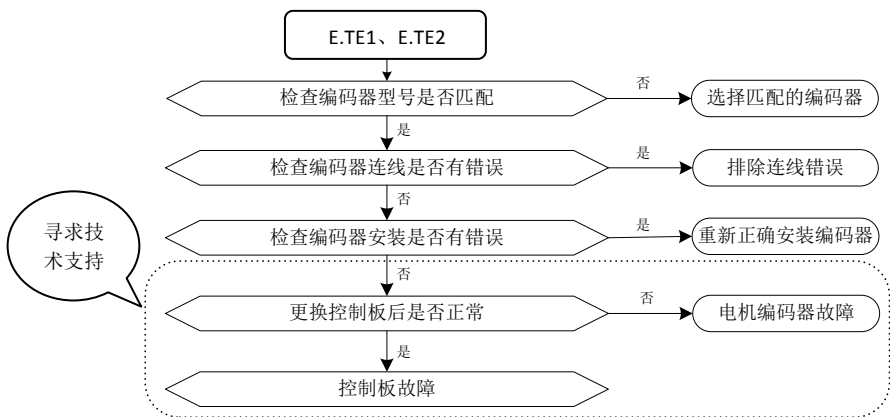 E.TE1、E.TE2
检查编码器型号是否匹配
否
选择匹配的编码器
是
检查编码器连线是否有错误
是
排除连线错误
否
检查编码器安装是否有错误
是
重新正确安装编码器
寻求技
术支持
否
更换控制板后是否正常
否
电机编码器故障
是
控制板故障